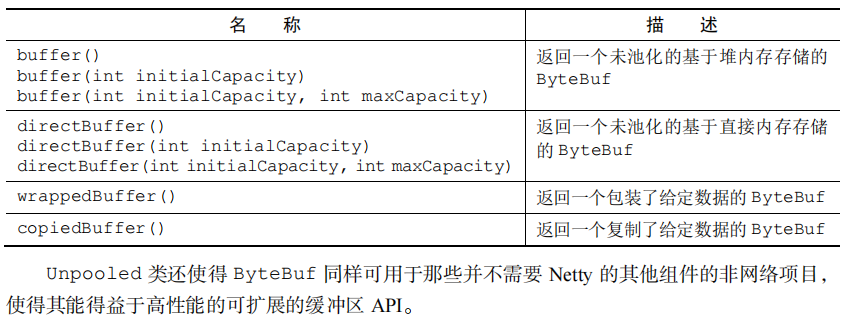 名 称 描 述
buffer() 返回一个未池化的基于堆内存存储的
buffer(int initialCapacity) ByteBuf
buffer(int initialCapacity, int maxCapacity)
directBuffer() 返回一个未池化的基于直接内存存储
directBuffer(int initialCapacity) 的 ByteBuf
directBuffer(int initialCapacity, int maxCapacity)
wrappedBuffer() 返回一个包装了给定数据的 ByteBuf
copiedBuffer() 返回一个复制了给定数据的 ByteBuf
Unpooled 类还使得 ByteBuf 同样可用于那些并不需要 Netty 的其他组件的非网络项目,
使得其能得益于高性能的可扩展的缓冲区 API。